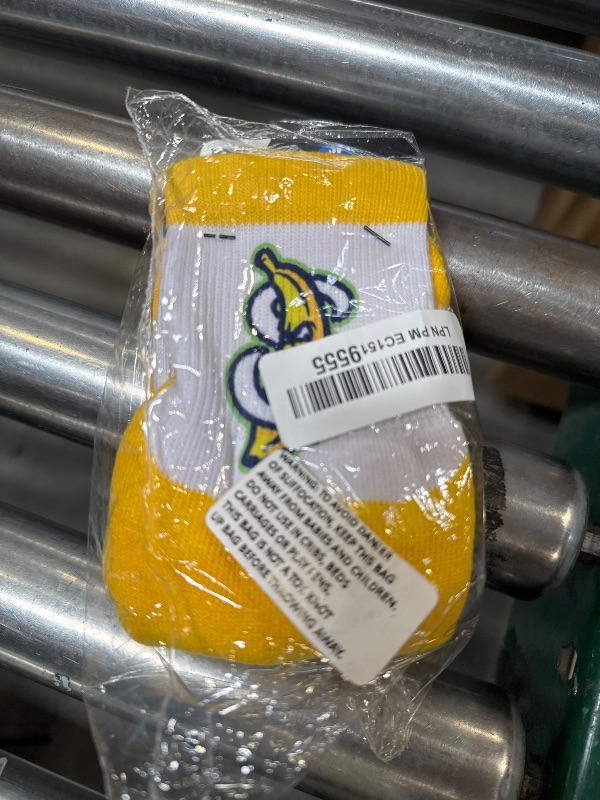 LPN PM EC1519555
WARNING: TO AVOID DANGER
OF SUFFOCATION, KEEP THIS BAG
AWAY FROM BABIES AND CHILDREN.
DO NOT USE IN CRIBS, BEDS
CARRIAGES OR PLAY PENS.
THIS BAG IS NOT A TOY. KNOT
UP BAG BEFORE THROWING AWAY.